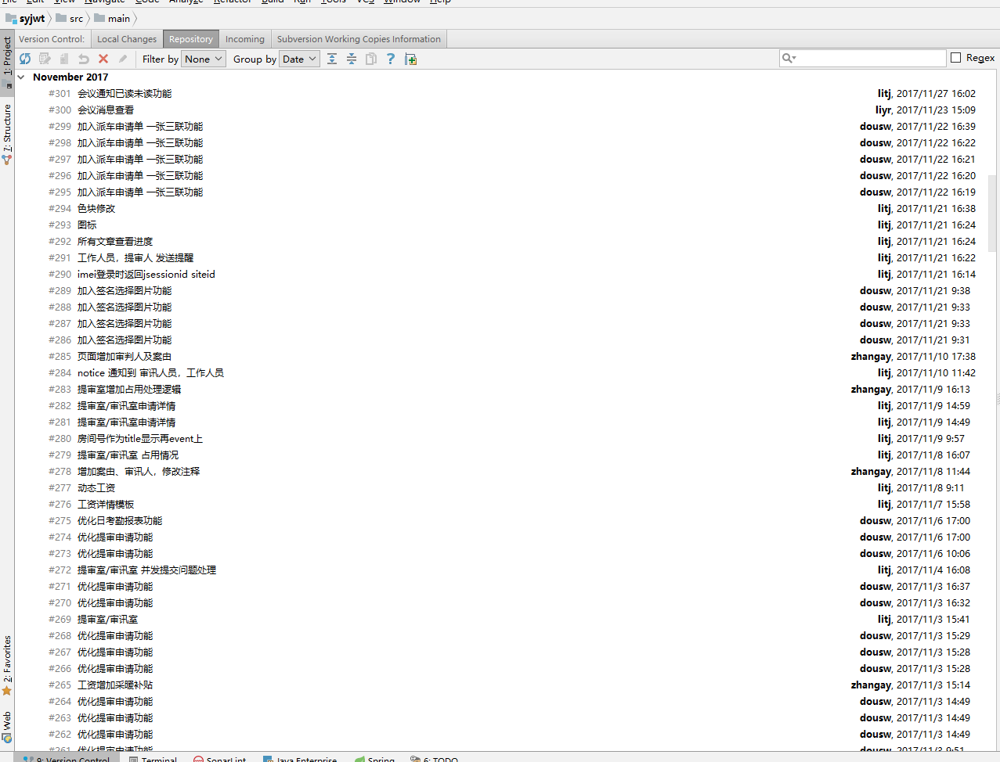 File Edit View Navigate Code Analyze Refactor Build Run Tools VCS Window Help
syjwt src main
Version Control: Local Changes Repository Incoming Subversion Working Copies Information
Filter by None Group by Date Regex
1: Project
7: Structure
2: Favorites
Web
November 2017
#301 会议通知已读未读功能 litj, 2017/11/27 16:02
#300 会议消息查看 liyr, 2017/11/23 15:09
#299 加入派车申请单 一张三联功能 dousw, 2017/11/22 16:39
#298 加入派车申请单 一张三联功能 dousw, 2017/11/22 16:22
#297 加入派车申请单 一张三联功能 dousw, 2017/11/22 16:21
#296 加入派车申请单 一张三联功能 dousw, 2017/11/22 16:20
#295 加入派车申请单 一张三联功能 dousw, 2017/11/22 16:19
#294 色块修改 litj, 2017/11/21 16:38
#293 图标 litj, 2017/11/21 16:24
#292 所有文章查看进度 litj, 2017/11/21 16:24
#291 工作人员，提审人 发送提醒 litj, 2017/11/21 16:22
#290 imei登录时返回jsessionid siteid litj, 2017/11/21 16:14
#289 加入签名选择图片功能 dousw, 2017/11/21 9:38
#288 加入签名选择图片功能 dousw, 2017/11/21 9:33
#287 加入签名选择图片功能 dousw, 2017/11/21 9:33
#286 加入签名选择图片功能 dousw, 2017/11/21 9:31
#285 页面增加审判人及案由 zhangay, 2017/11/10 17:38
#284 notice 通知到 审讯人员，工作人员 litj, 2017/11/10 11:42
#283 提审室增加占用处理逻辑 zhangay, 2017/11/9 16:13
#282 提审室/审讯室申请详情 litj, 2017/11/9 14:59
#281 提审室/审讯室申请详情 litj, 2017/11/9 14:49
#280 房间号作为title显示再event上 litj, 2017/11/9 9:57
#279 提审室/审讯室 占用情况 litj, 2017/11/8 16:07
#278 增加案由、审讯人，修改注释 zhangay, 2017/11/8 11:44
#277 动态工资 litj, 2017/11/8 9:11
#276 工资详情模板 litj, 2017/11/7 15:58
#275 优化日考勤报表功能 dousw, 2017/11/6 17:00
#274 优化提审申请功能 dousw, 2017/11/6 17:00
#273 优化提审申请功能 dousw, 2017/11/6 10:06
#272 提审室/审讯室 并发提交问题处理 litj, 2017/11/4 16:08
#271 优化提审申请功能 dousw, 2017/11/3 16:37
#270 优化提审申请功能 dousw, 2017/11/3 16:32
#269 提审室/审讯室 litj, 2017/11/3 15:41
#268 优化提审申请功能 dousw, 2017/11/3 15:29
#267 优化提审申请功能 dousw, 2017/11/3 15:28
#266 优化提审申请功能 dousw, 2017/11/3 15:28
#265 工资增加采暖补贴 zhangay, 2017/11/3 15:14
#264 优化提审申请功能 dousw, 2017/11/3 14:49
#263 优化提审申请功能 dousw, 2017/11/3 14:49
#262 优化提审申请功能 dousw, 2017/11/3 14:49
#261 优化提审申请功能 dousw, 2017/11/3 9:51
9: Version Control Terminal SonarLint Java Enterprise Spring 6: TODO